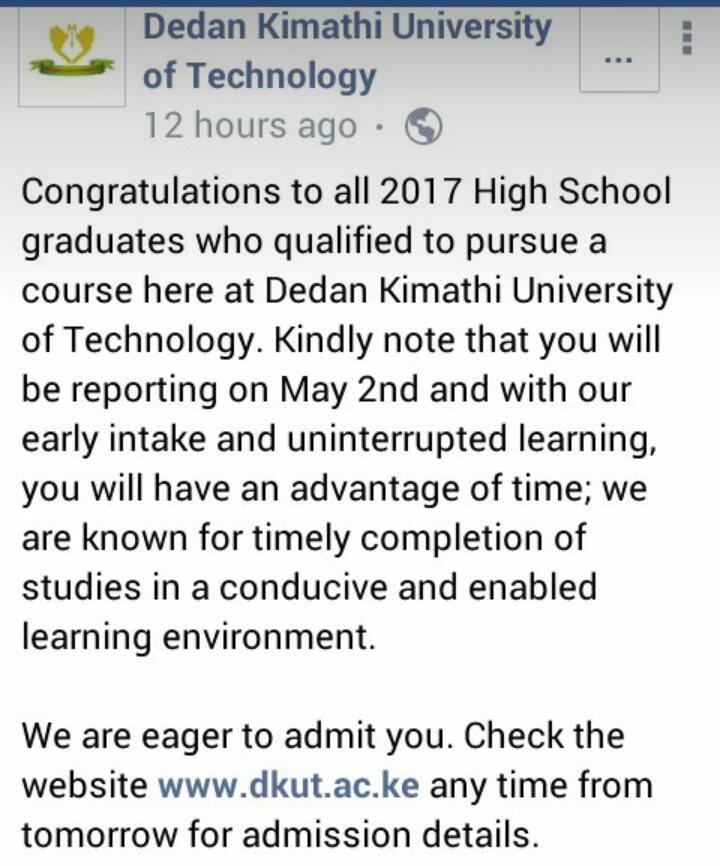 Dedan Kimathi University
of Technology
...
12 hours ago ·
Congratulations to all 2017 High School
graduates who qualified to pursue a
course here at Dedan Kimathi University
of Technology. Kindly note that you will
be reporting on May 2nd and with our
early intake and uninterrupted learning,
you will have an advantage of time; we
are known for timely completion of
studies in a conducive and enabled
learning environment.
We are eager to admit you. Check the
website www.dkut.ac.ke any time from
tomorrow for admission details.